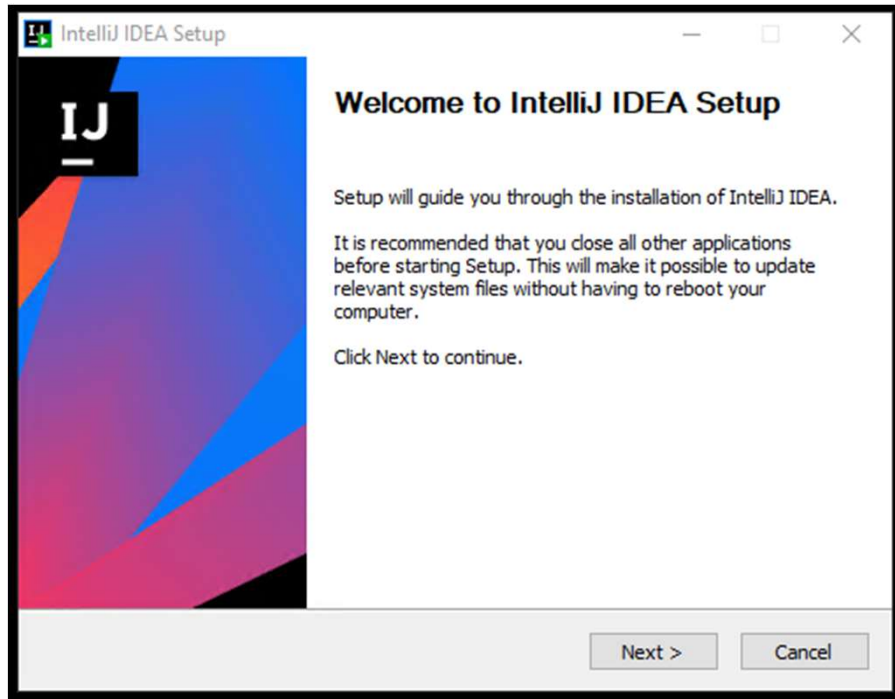 IntelliJ IDEA Setup
IJ
Welcome to IntelliJ IDEA Setup
Setup will guide you through the installation of IntelliJ IDEA.
It is recommended that you close all other applications
before starting Setup. This will make it possible to update
relevant system files without having to reboot your
computer.
Click Next to continue.
Next >
Cancel